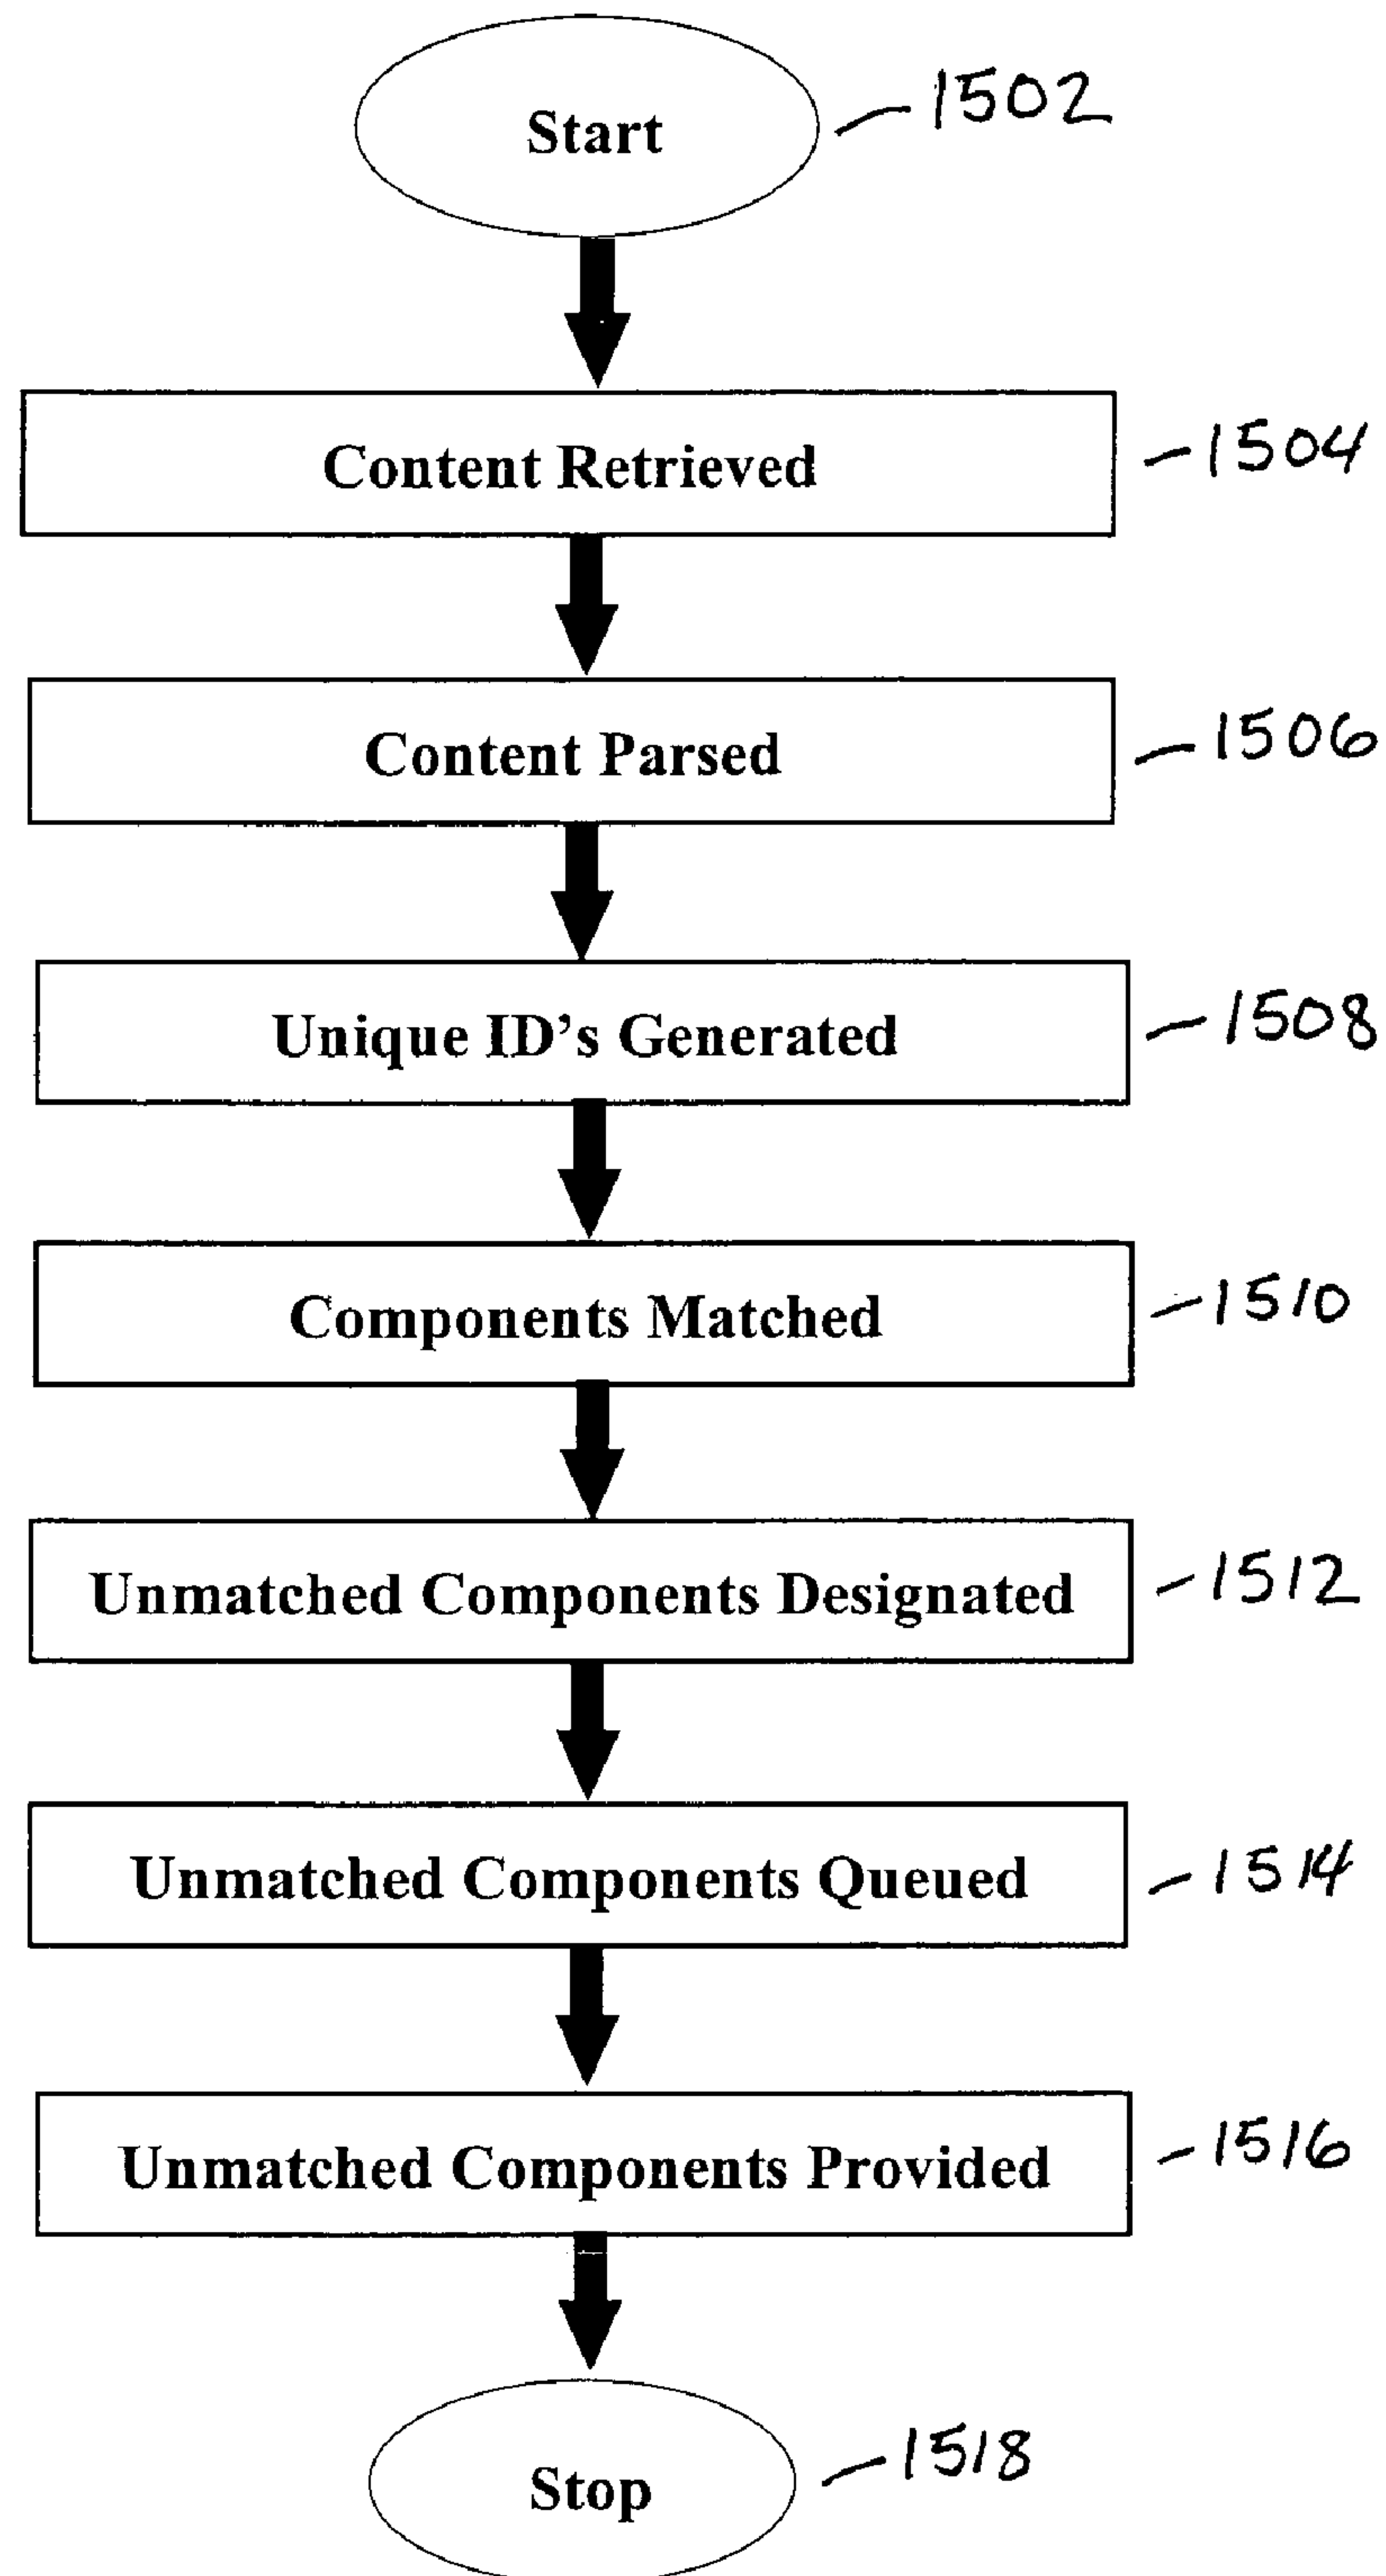 Start
1502
Content Retrieved
1504
Content Parsed
1506
Unique ID's Generated
1508
Components Matched
1510
Unmatched Components Designated
1512
Unmatched Components Queued
1514
Unmatched Components Provided
1516
Stop
1518